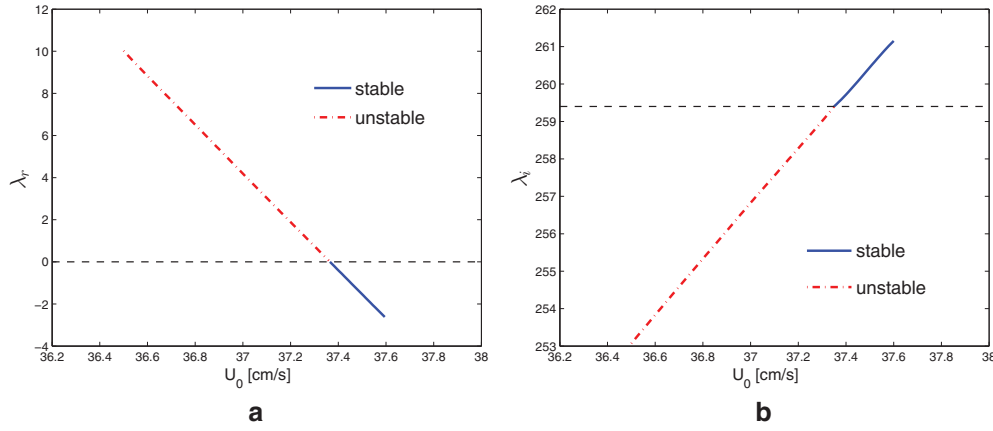 12
10
8
6
4
2
0
−2
−4
λr
36.2 36.4 36.6 36.8 37 37.2 37.4 37.6 37.8 38
U0 [cm/s]
stable
unstable
a
262
261
260
259
258
257
256
255
254
253
λi
36.2 36.4 36.6 36.8 37 37.2 37.4 37.6 37.8 38
U0 [cm/s]
stable
unstable
b